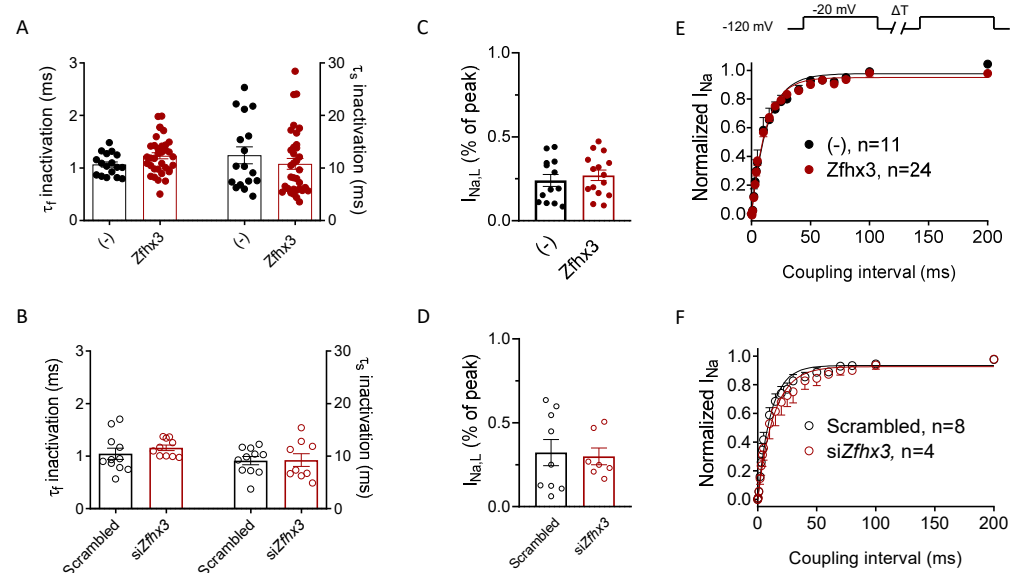 A
τf inactivation (ms)
3
2
1
0
30
20
10
0
τs inactivation (ms)
(-)
Zfhx3
(-)
Zfhx3
C
INa,L (% of peak)
1.0
0.5
0.0
(-)
Zfhx3
E
-120 mV
-20 mV
ΔT
Normalized INa
1.0
0.8
0.6
0.4
0.2
0.0
(-), n=11
Zfhx3, n=24
0
50
100
150
200
Coupling interval (ms)
B
τf inactivation (ms)
3
2
1
0
30
20
10
0
τs inactivation (ms)
Scrambled
siZfhx3
Scrambled
siZfhx3
D
INa,L (% of peak)
1.0
0.5
0.0
Scrambled
siZfhx3
F
Normalized INa
1.0
0.8
0.6
0.4
0.2
0.0
Scrambled, n=8
siZfhx3, n=4
0
50
100
150
200
Coupling interval (ms)